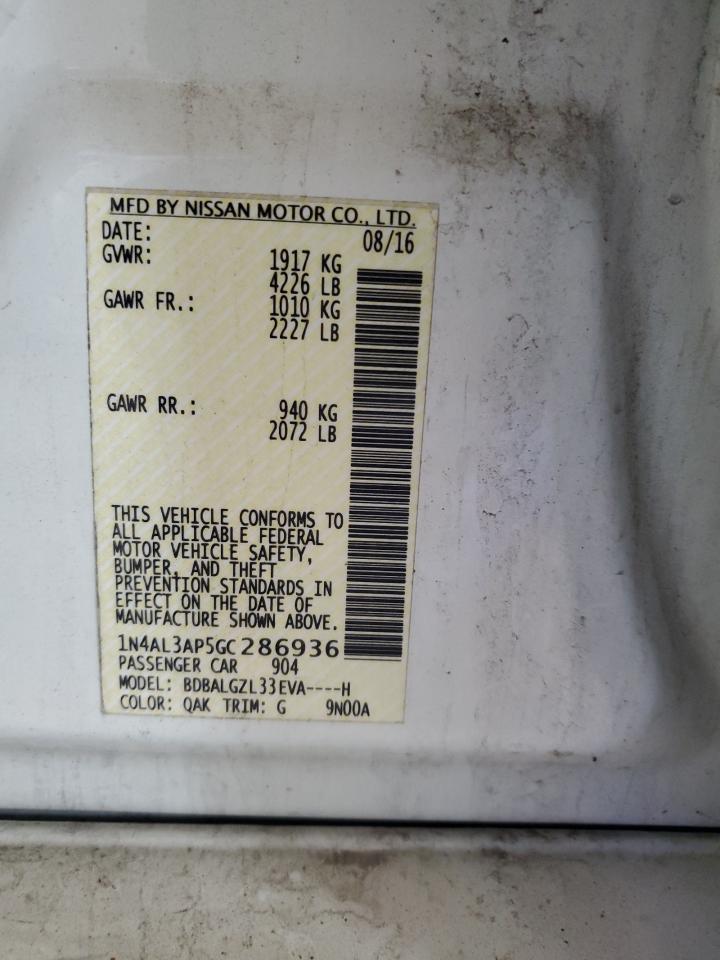 MFD BY NISSAN MOTOR CO., LTD.
DATE: 08/16
GVWR: 1917 KG
4226 LB
GAWR FR.: 1010 KG
2227 LB
GAWR RR.: 940 KG
2072 LB
THIS VEHICLE CONFORMS TO
ALL APPLICABLE FEDERAL
MOTOR VEHICLE SAFETY,
BUMPER, AND THEFT
PREVENTION STANDARDS IN
EFFECT ON THE DATE OF
MANUFACTURE SHOWN ABOVE.
1N4AL3AP5GC286936
PASSENGER CAR 904
MODEL: BDBALGZL33EVA----H
COLOR: QAK TRIM: G 9N00A